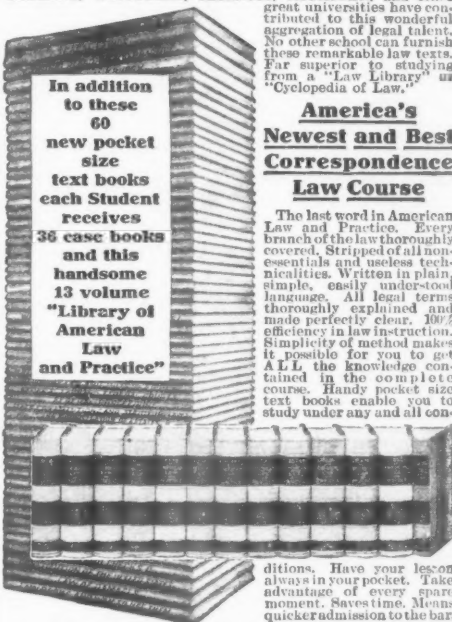 In addition
to these
60
new pocket
size
text books
each Student
receives
36 case books
and this
handsome
13 volume
"Library of
American
Law
and Practice"
great universities have con-
tributed to this wonderful
aggregation of legal talent.
No other school can furnish
these remarkable law texts.
Far superior to studying
from a "Law Library" or
"Cyclopedia of Law."
America's
Newest and Best
Correspondence
Law Course
The last word in American
Law and Practice. Every
branch of the law thoroughly
covered. Stripped of all non-
essentials and useless tech-
nicalities. Written in plain,
simple, easily understood
language. All legal terms
thoroughly explained and
made perfectly clear. 100%
efficiency in law instruction.
Simplicity of method makes
it possible for you to get
ALL the knowledge con-
tained in the complete
course. Handy pocket size
text books enable you to
study under any and all con-
ditions. Have your lesson
always in your pocket. Take
advantage of every spare
moment. Saves time. Means
quicker admission to the bar